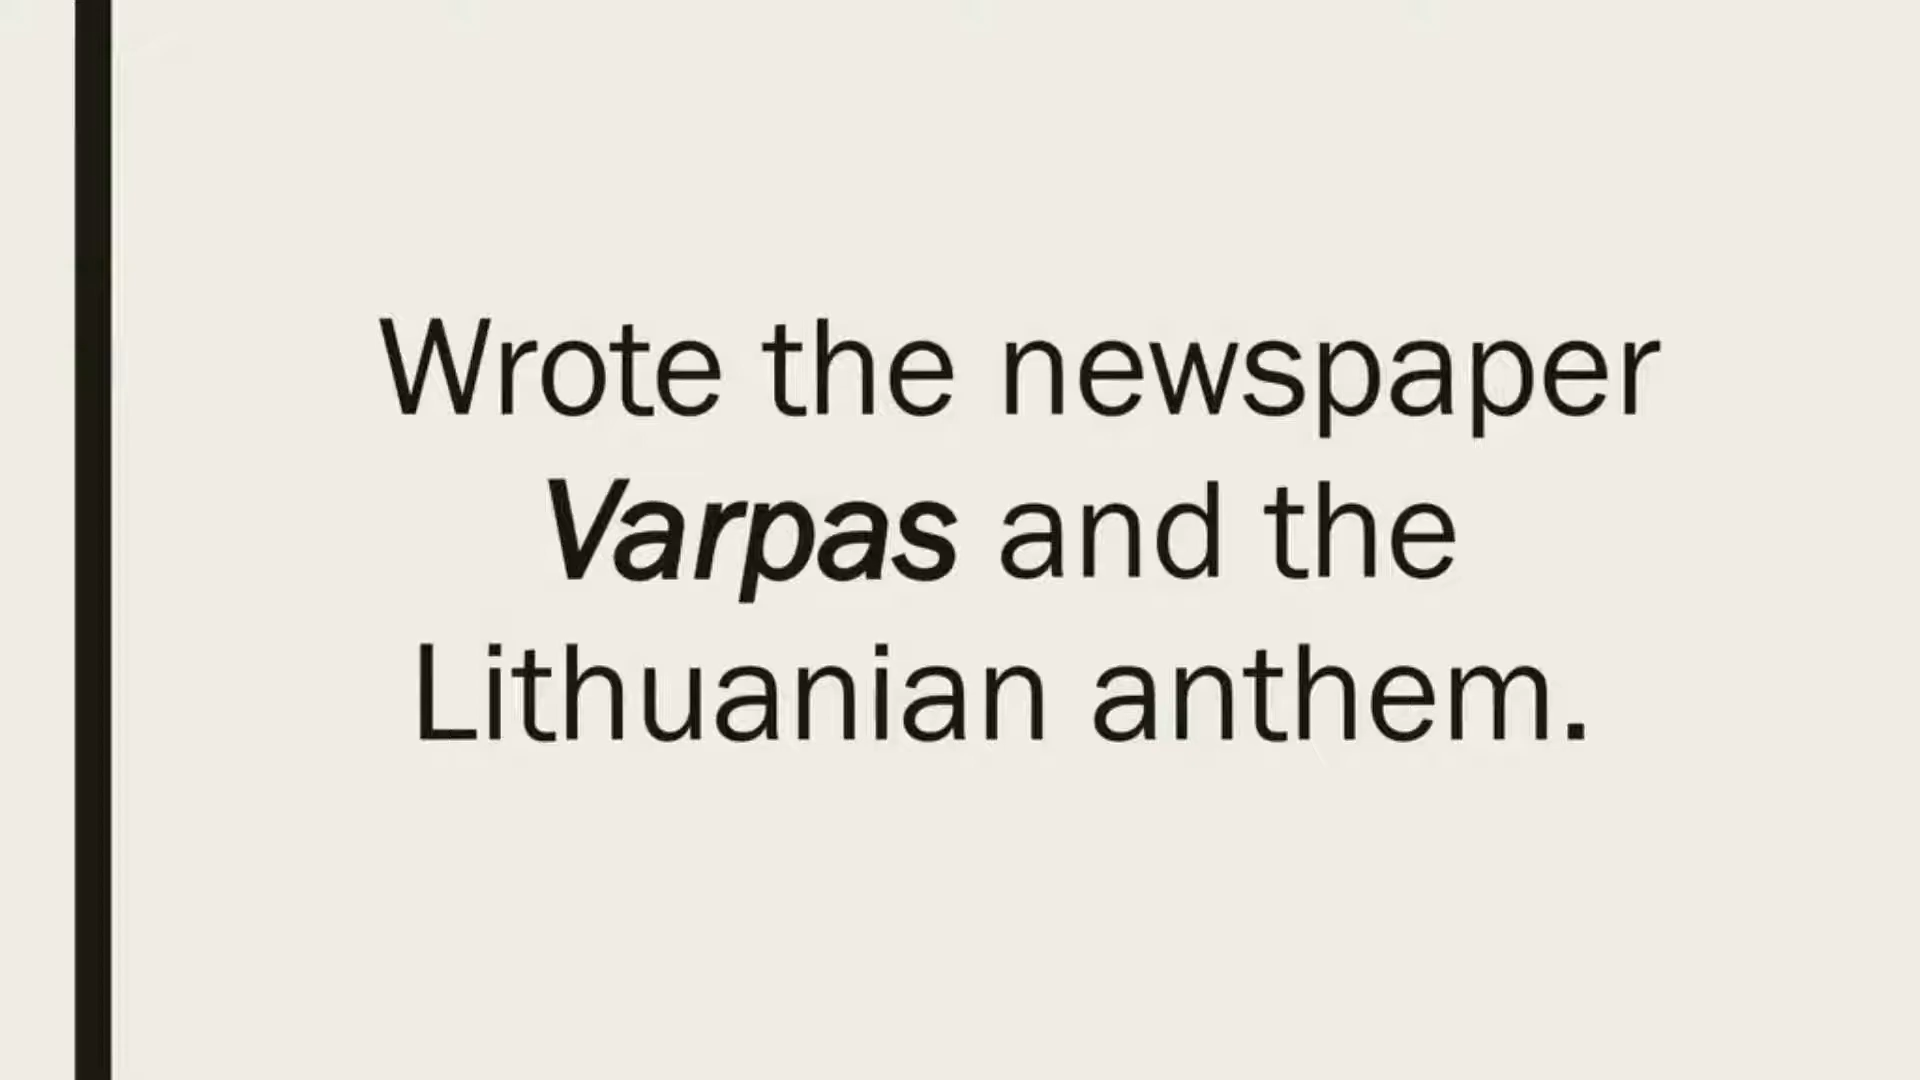 Wrote the newspaper
Varpas and the
Lithuanian anthem.